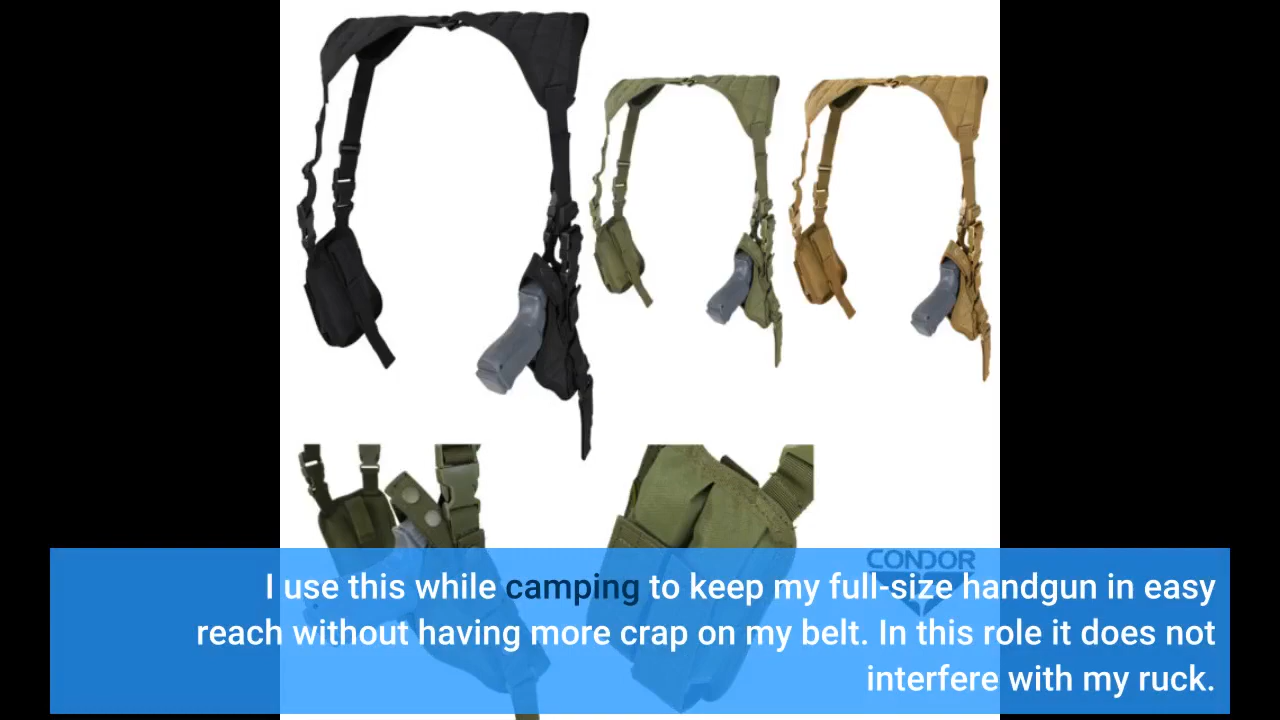 CONDOR
I use this while camping to keep my full-size handgun in easy
reach without having more crap on my belt. In this role it does not
interfere with my ruck.